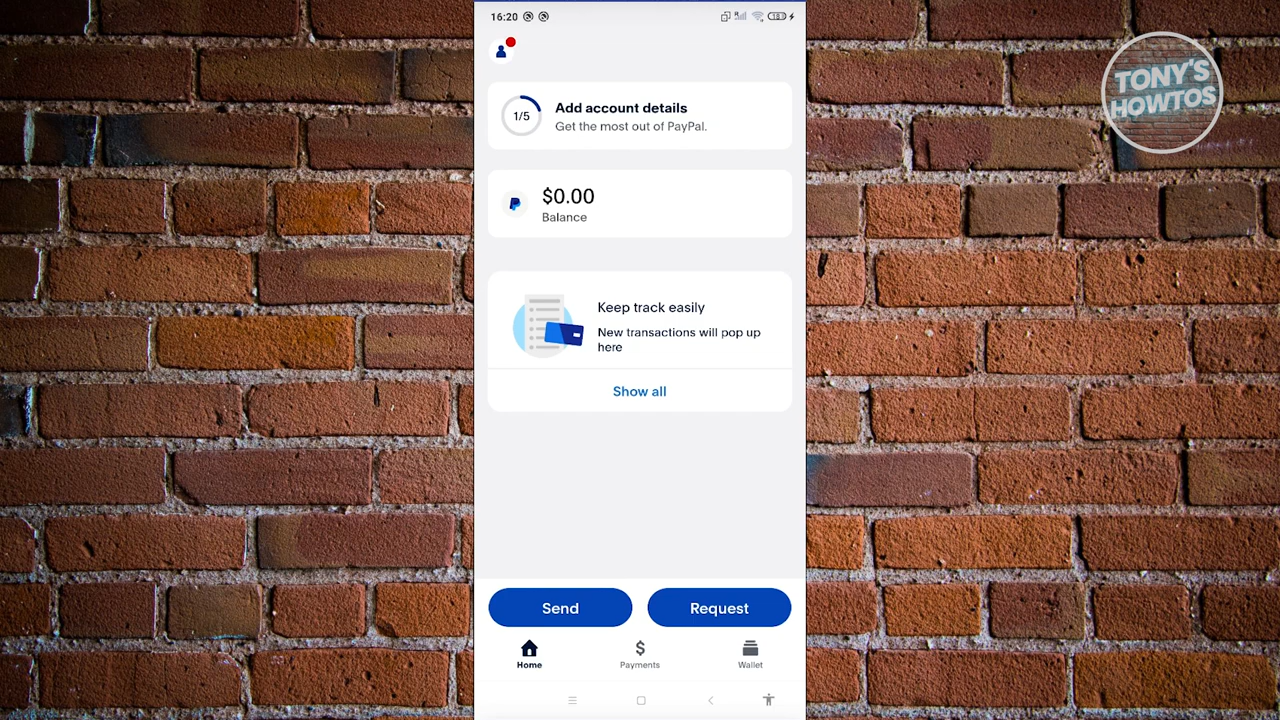 16:20
TONY'S
HOWTOS
1/5
Add account details
Get the most out of PayPal.
$0.00
Balance
Keep track easily
New transactions will pop up
here
Show all
Send
Request
Home
Payments
Wallet